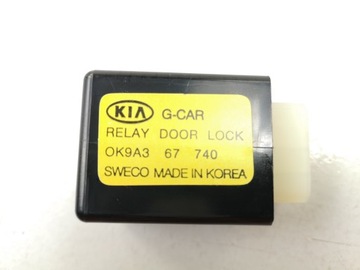 KIA G-CAR
RELAY DOOR LOCK
OK9A3 67 740
SWECO MADE IN KOREA